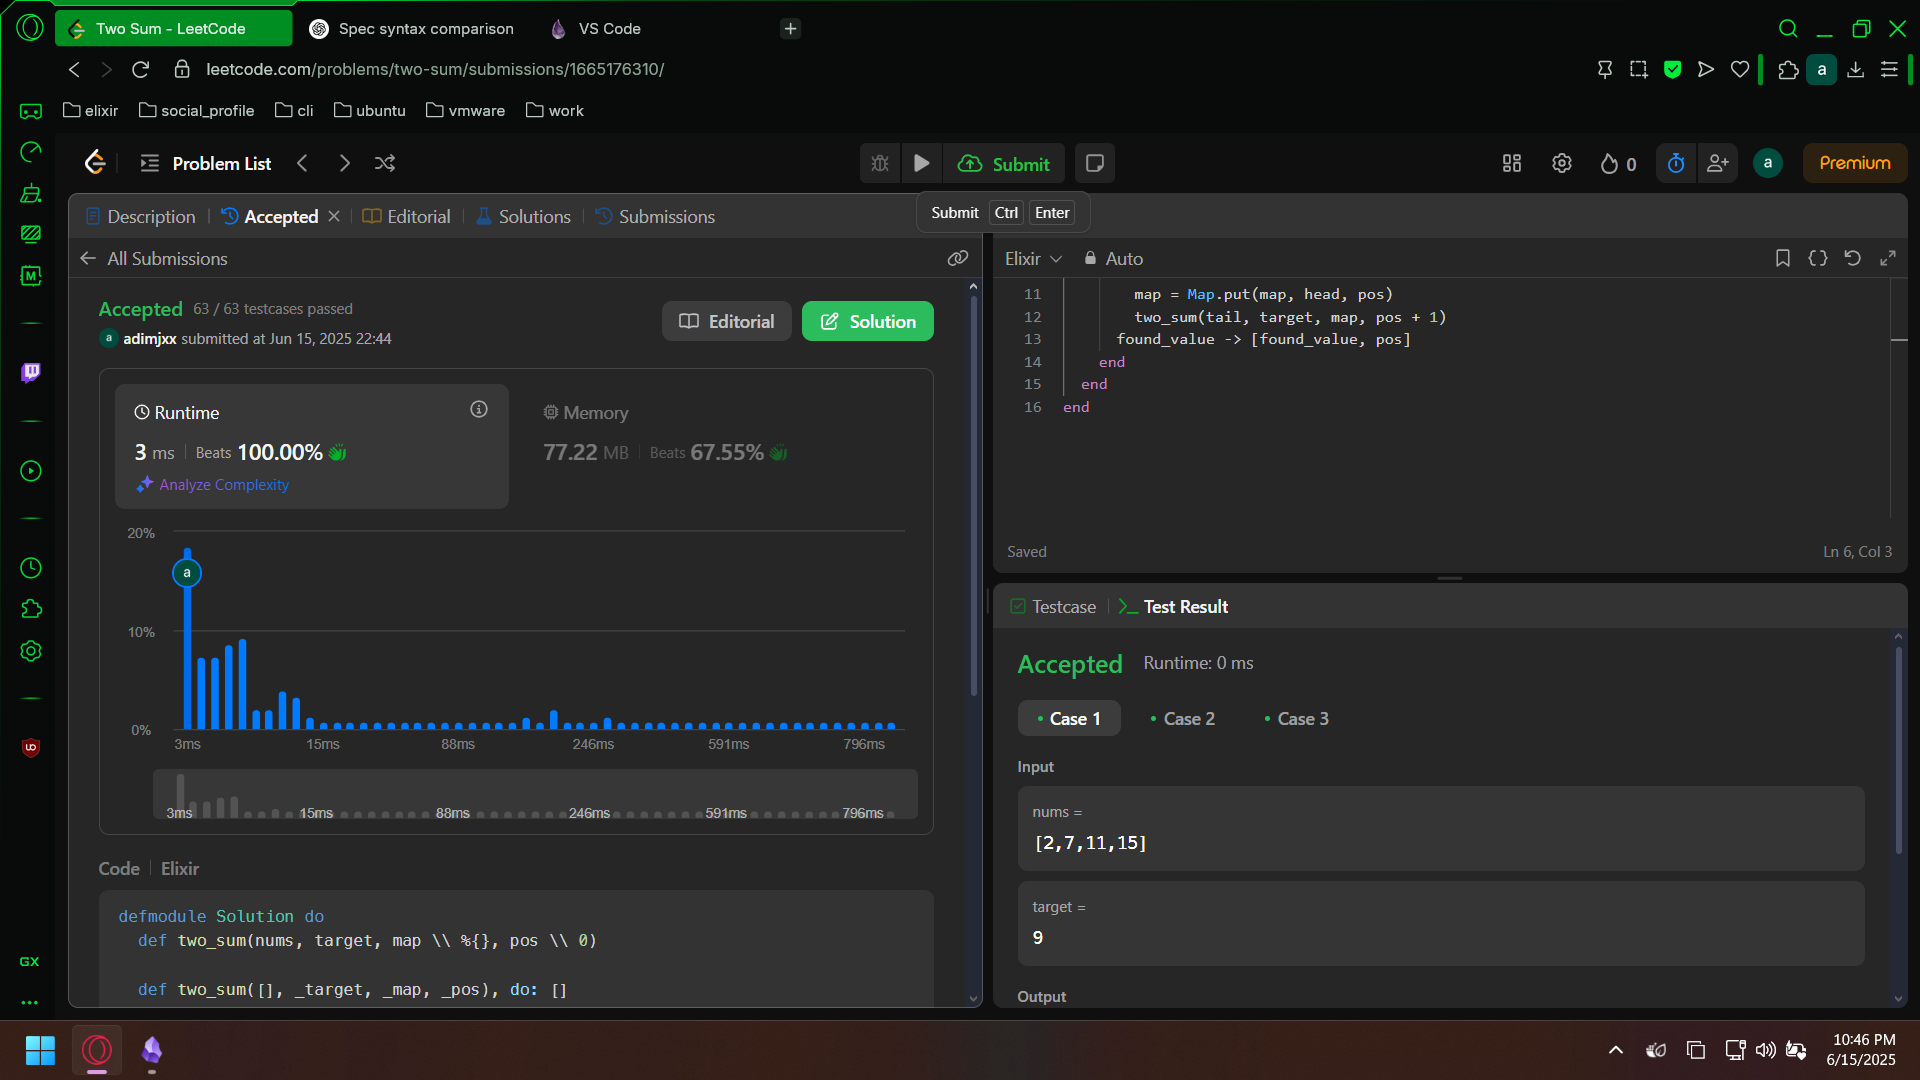 Two Sum - LeetCode
Spec syntax comparison
VS Code
leetcode.com/problems/two-sum/submissions/1665176310/
a
elixir
social_profile
cli
ubuntu
vmware
work
Problem List
Submit
0
a
Premium
Submit Ctrl Enter
Description
Accepted
Editorial
Solutions
Submissions
All Submissions
Accepted 63 / 63 testcases passed
a adimjxx submitted at Jun 15, 2025 22:44
Editorial
Solution
Runtime
3 ms Beats 100.00%
Analyze Complexity
Memory
77.22 MB Beats 67.55%
20%
a
10%
0%
3ms 15ms 88ms 246ms 591ms 796ms
3ms 15ms 88ms 246ms 591ms 796ms
Code Elixir
defmodule Solution do
def two_sum(nums, target, map \\ %{}, pos \\ 0)
def two_sum([], _target, _map, _pos), do: []
Elixir
Auto
11 map = Map.put(map, head, pos)
12 two_sum(tail, target, map, pos + 1)
13 found_value -> [found_value, pos]
14 end
15 end
16 end
Saved
Ln 6, Col 3
Testcase
Test Result
Accepted Runtime: 0 ms
Case 1
Case 2
Case 3
Input
nums =
[2,7,11,15]
target =
9
Output
M
UD
GX
10:46 PM
6/15/2025